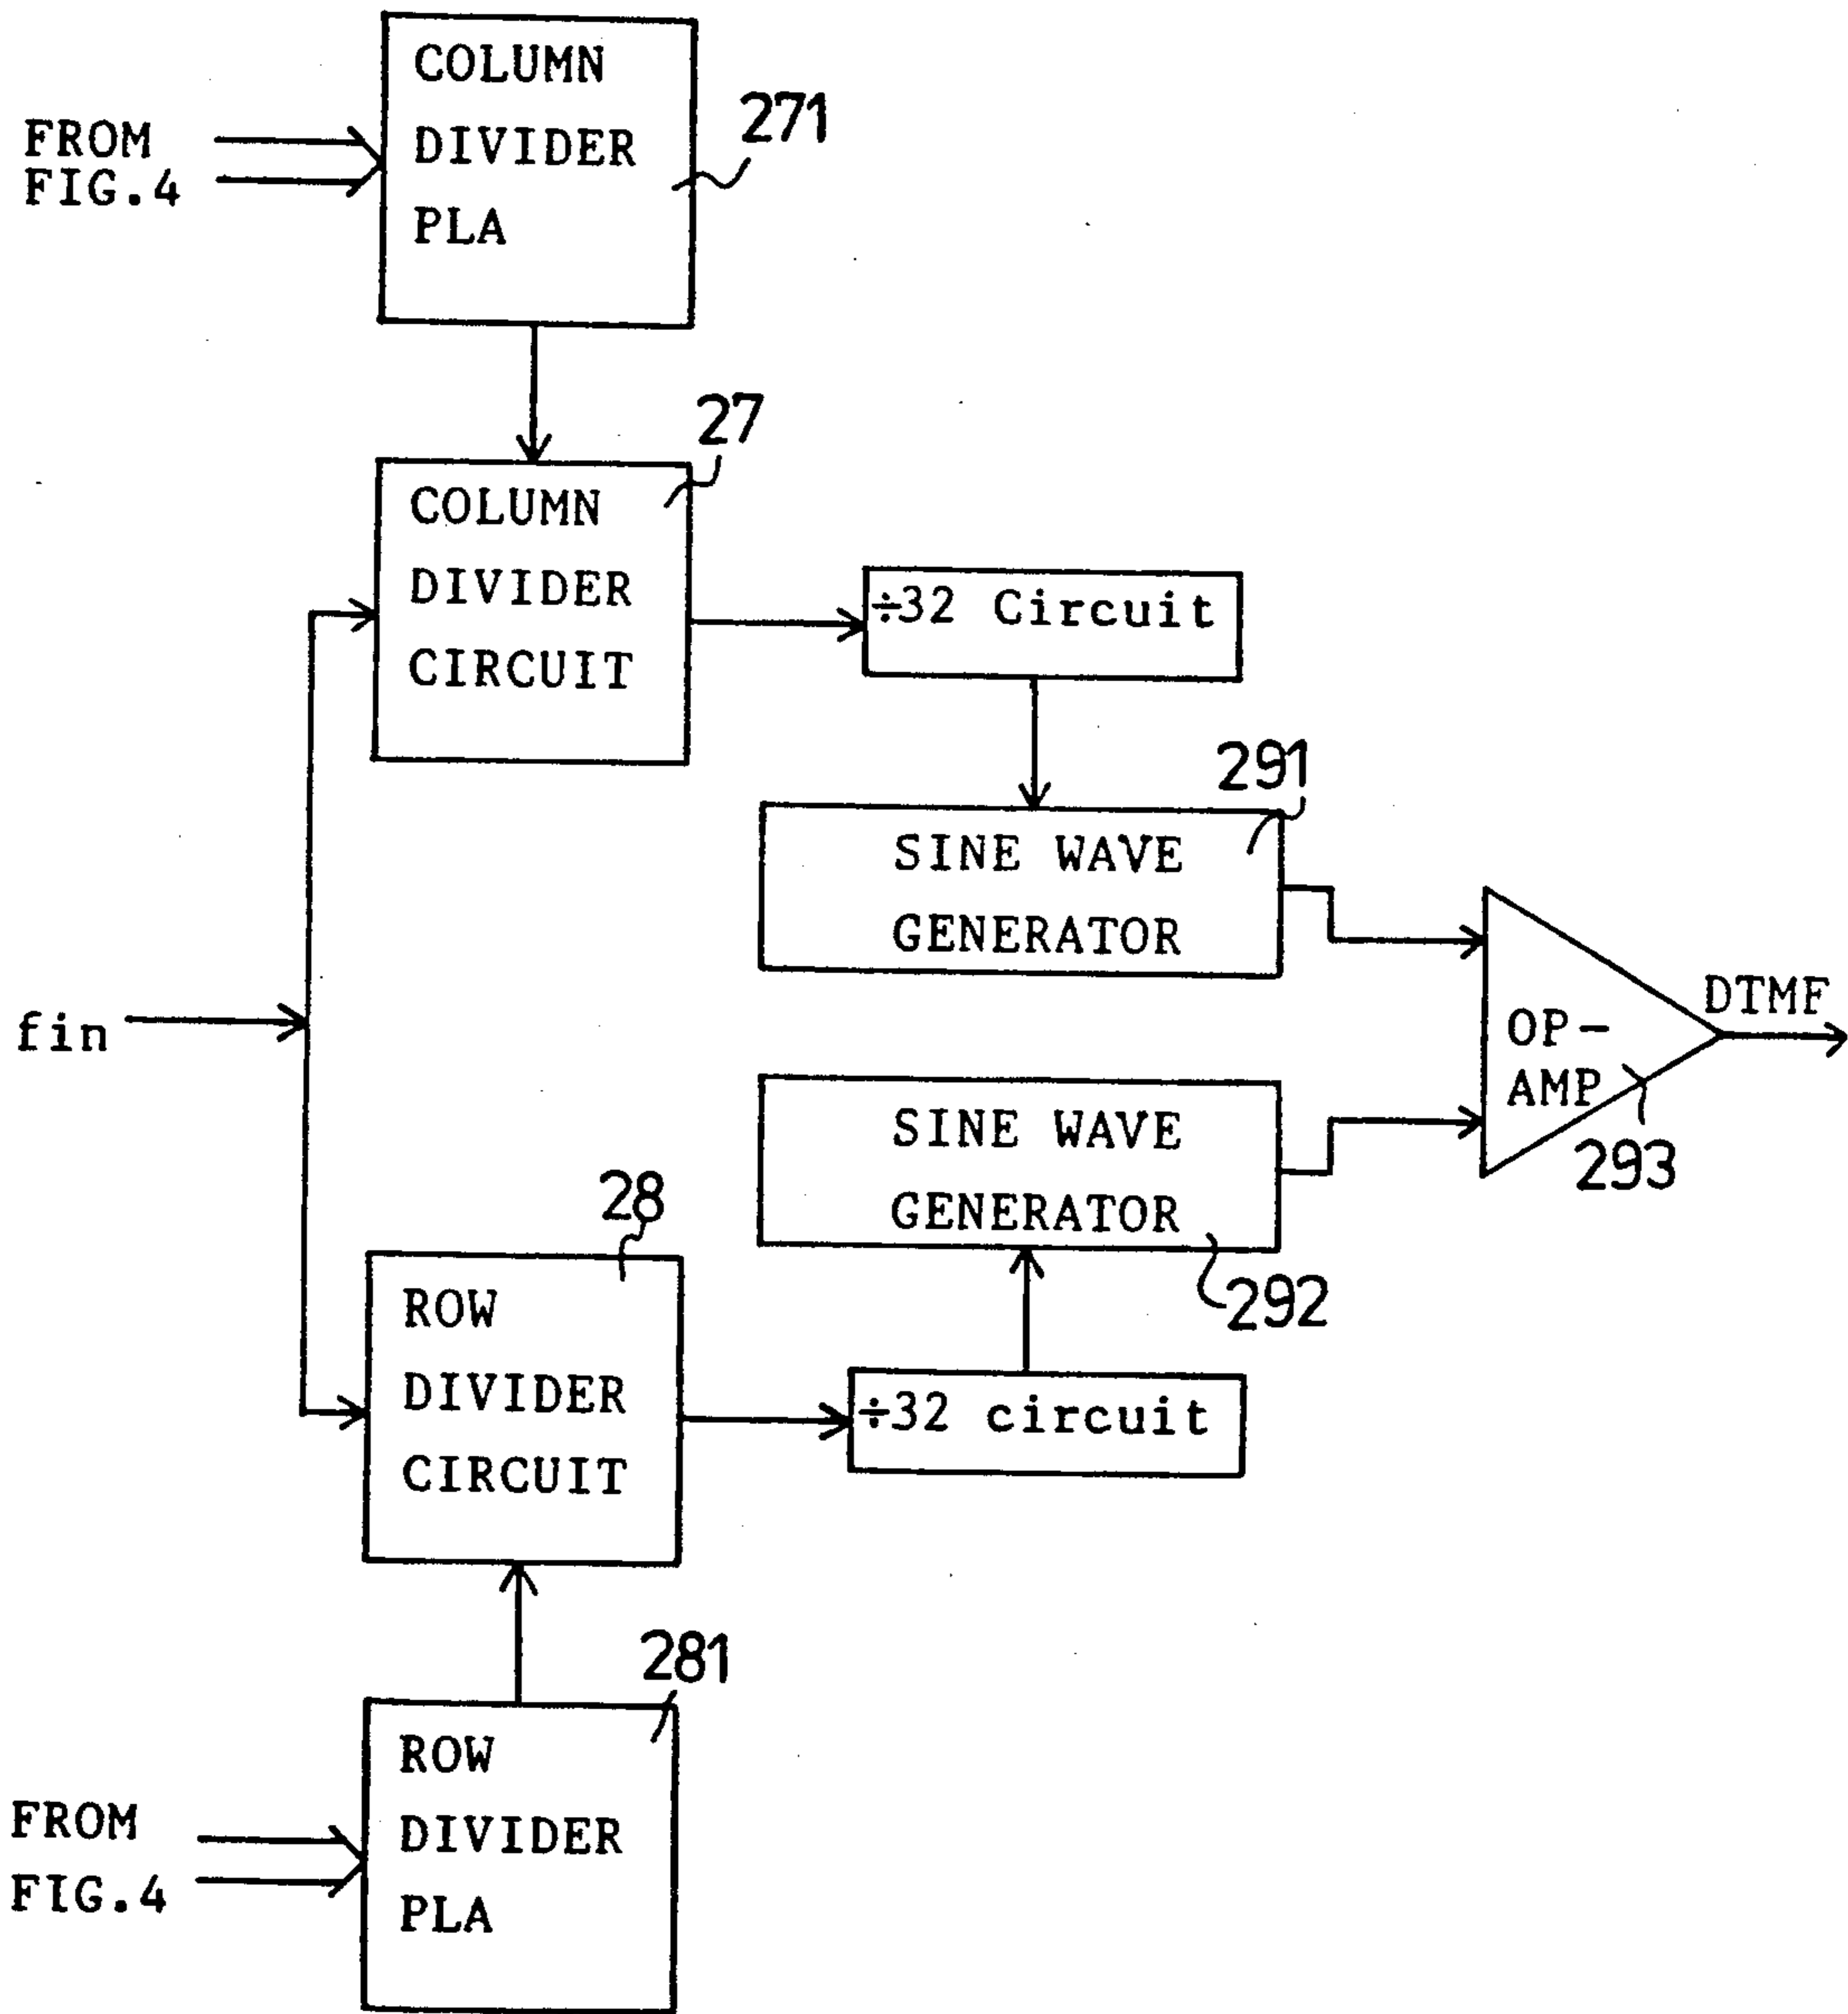 COLUMN
DIVIDER
PLA
271
FROM
FIG.4
27
COLUMN
DIVIDER
CIRCUIT
÷32 Circuit
291
SINE WAVE
GENERATOR
fin
OP-
AMP
DTMF
293
SINE WAVE
GENERATOR
292
28
ROW
DIVIDER
CIRCUIT
÷32 circuit
281
ROW
DIVIDER
PLA
FROM
FIG.4